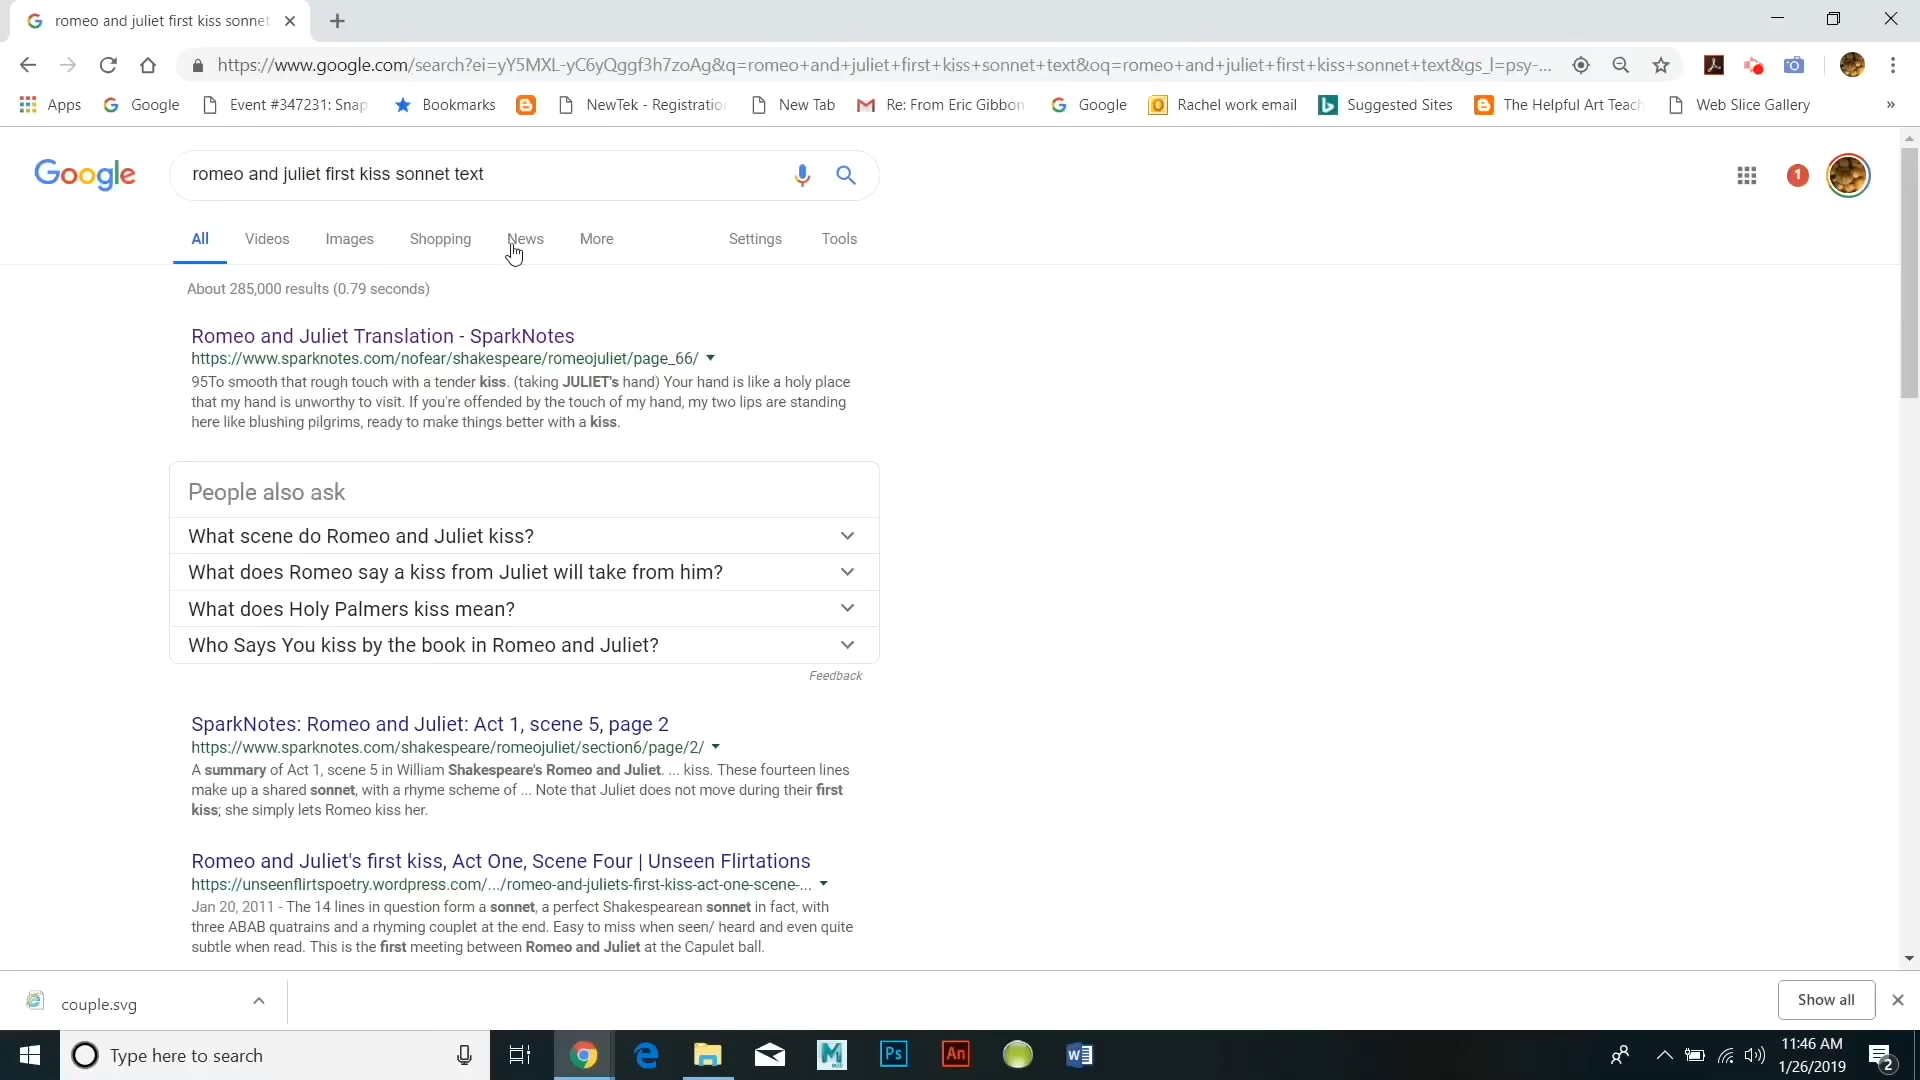 romeo and juliet first kiss sonnet
https://www.google.com/search?ei=yY5MXL-yC6yQggf3h7zoAg&q=romeo+and+juliet+first+kiss+sonnet+text&oq=romeo+and+juliet+first+kiss+sonnet+text&gs_l=psy-...
Apps Google Event #347231: Snap Bookmarks NewTek - Registration New Tab Re: From Eric Gibbon Google Rachel work email Suggested Sites The Helpful Art Teach Web Slice Gallery »
Google romeo and juliet first kiss sonnet text 1
All Videos Images Shopping News More Settings Tools
About 285,000 results (0.79 seconds)
Romeo and Juliet Translation - SparkNotes
https://www.sparknotes.com/nofear/shakespeare/romeojuliet/page_66/
95To smooth that rough touch with a tender kiss. (taking JULIET's hand) Your hand is like a holy place
that my hand is unworthy to visit. If you're offended by the touch of my hand, my two lips are standing
here like blushing pilgrims, ready to make things better with a kiss.
People also ask
What scene do Romeo and Juliet kiss?
What does Romeo say a kiss from Juliet will take from him?
What does Holy Palmers kiss mean?
Who Says You kiss by the book in Romeo and Juliet?
Feedback
SparkNotes: Romeo and Juliet: Act 1, scene 5, page 2
https://www.sparknotes.com/shakespeare/romeojuliet/section6/page/2/
A summary of Act 1, scene 5 in William Shakespeare's Romeo and Juliet. ... kiss. These fourteen lines
make up a shared sonnet, with a rhyme scheme of ... Note that Juliet does not move during their first
kiss; she simply lets Romeo kiss her.
Romeo and Juliet's first kiss, Act One, Scene Four | Unseen Flirtations
https://unseenflirtspoetry.wordpress.com/.../romeo-and-juliets-first-kiss-act-one-scene-...
Jan 20, 2011 - The 14 lines in question form a sonnet, a perfect Shakespearean sonnet in fact, with
three ABAB quatrains and a rhyming couplet at the end. Easy to miss when seen/ heard and even quite
subtle when read. This is the first meeting between Romeo and Juliet at the Capulet ball.
couple.svg Show all
Type here to search Ps An 11:46 AM
1/26/2019 2